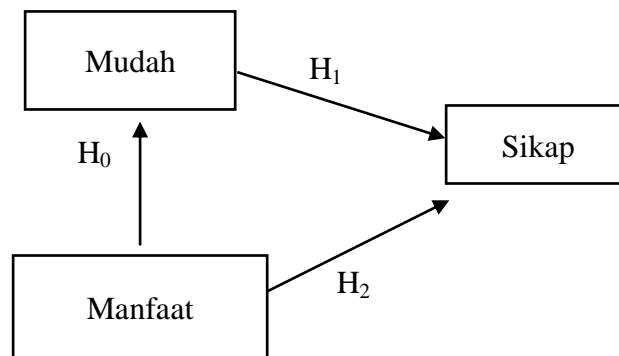 Mudah
H₁
Sikap
H₀
H₂
Manfaat